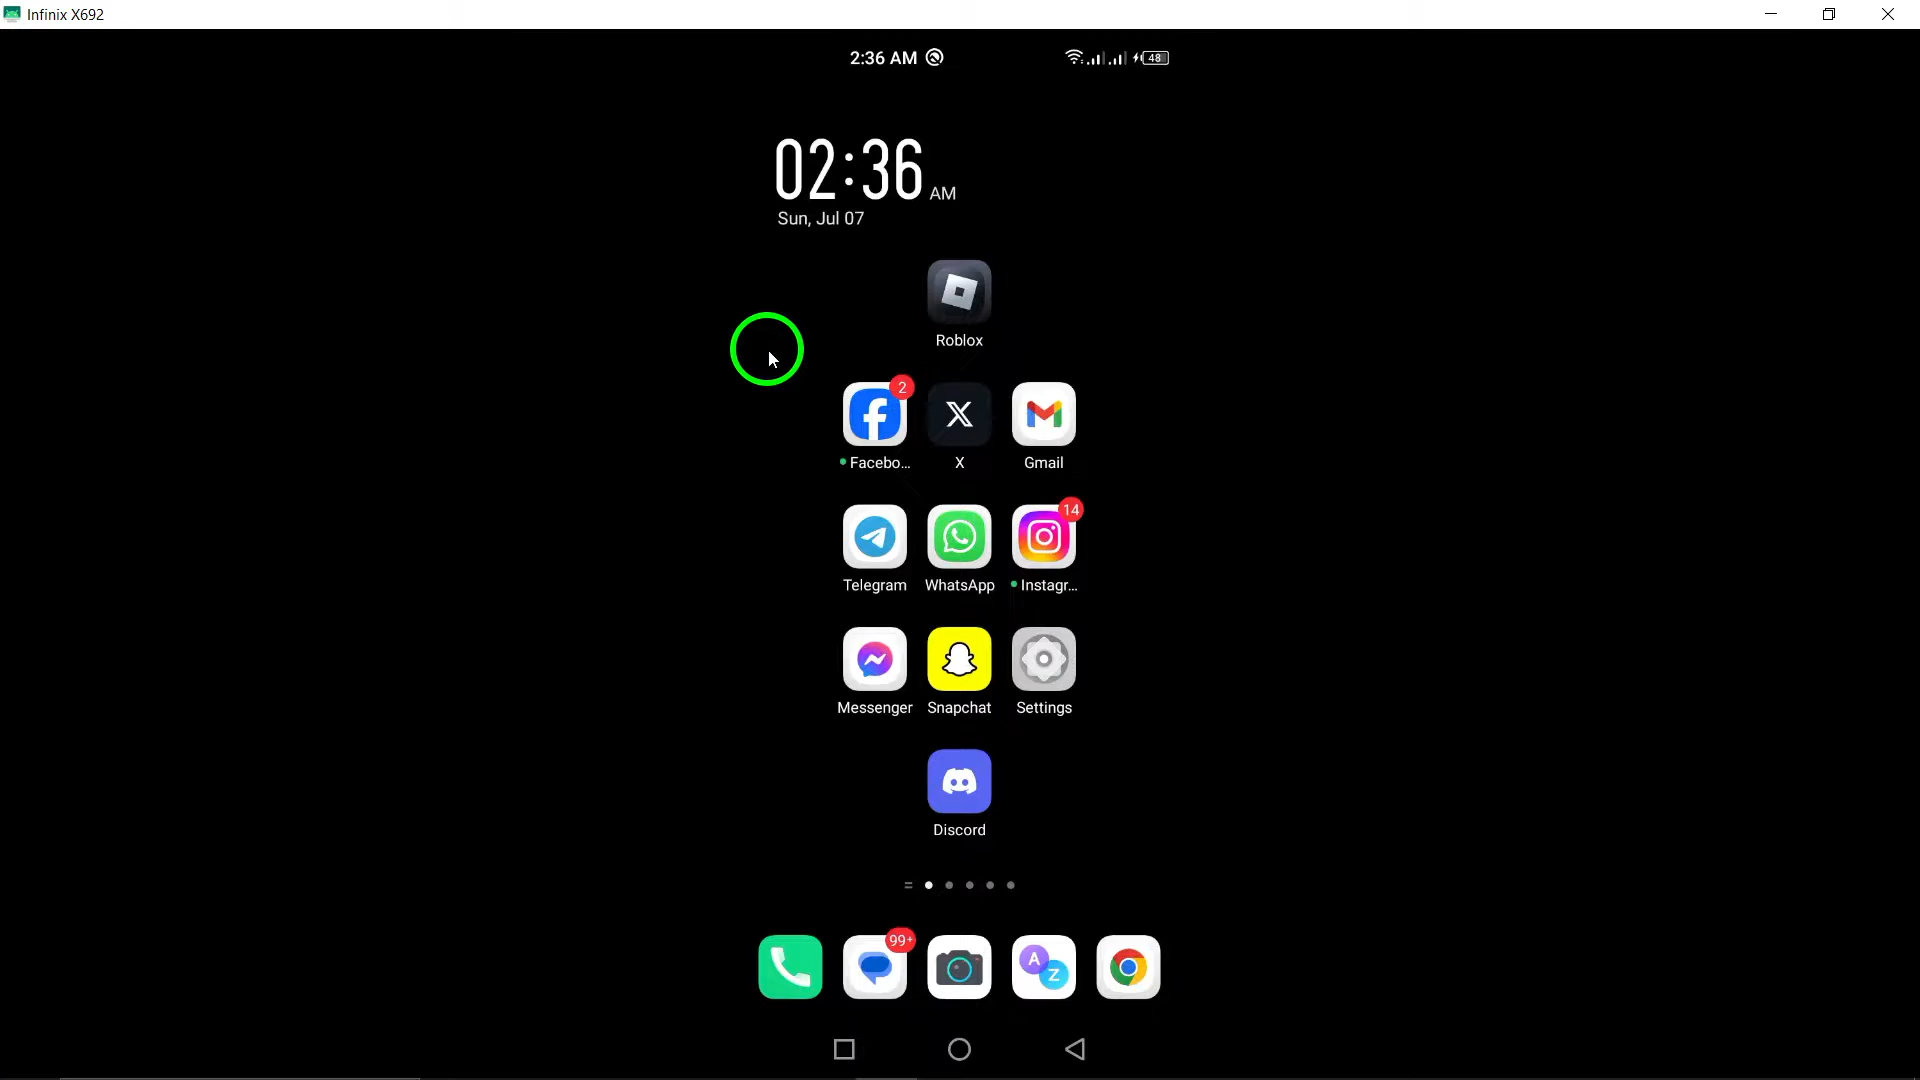 Infinix X692
2:36 AM
48
02:36 AM
Sun, Jul 07
Roblox
2
Facebo...
X
Gmail
14
Telegram
WhatsApp
Instagr...
Messenger
Snapchat
Settings
Discord
99+
A
Z